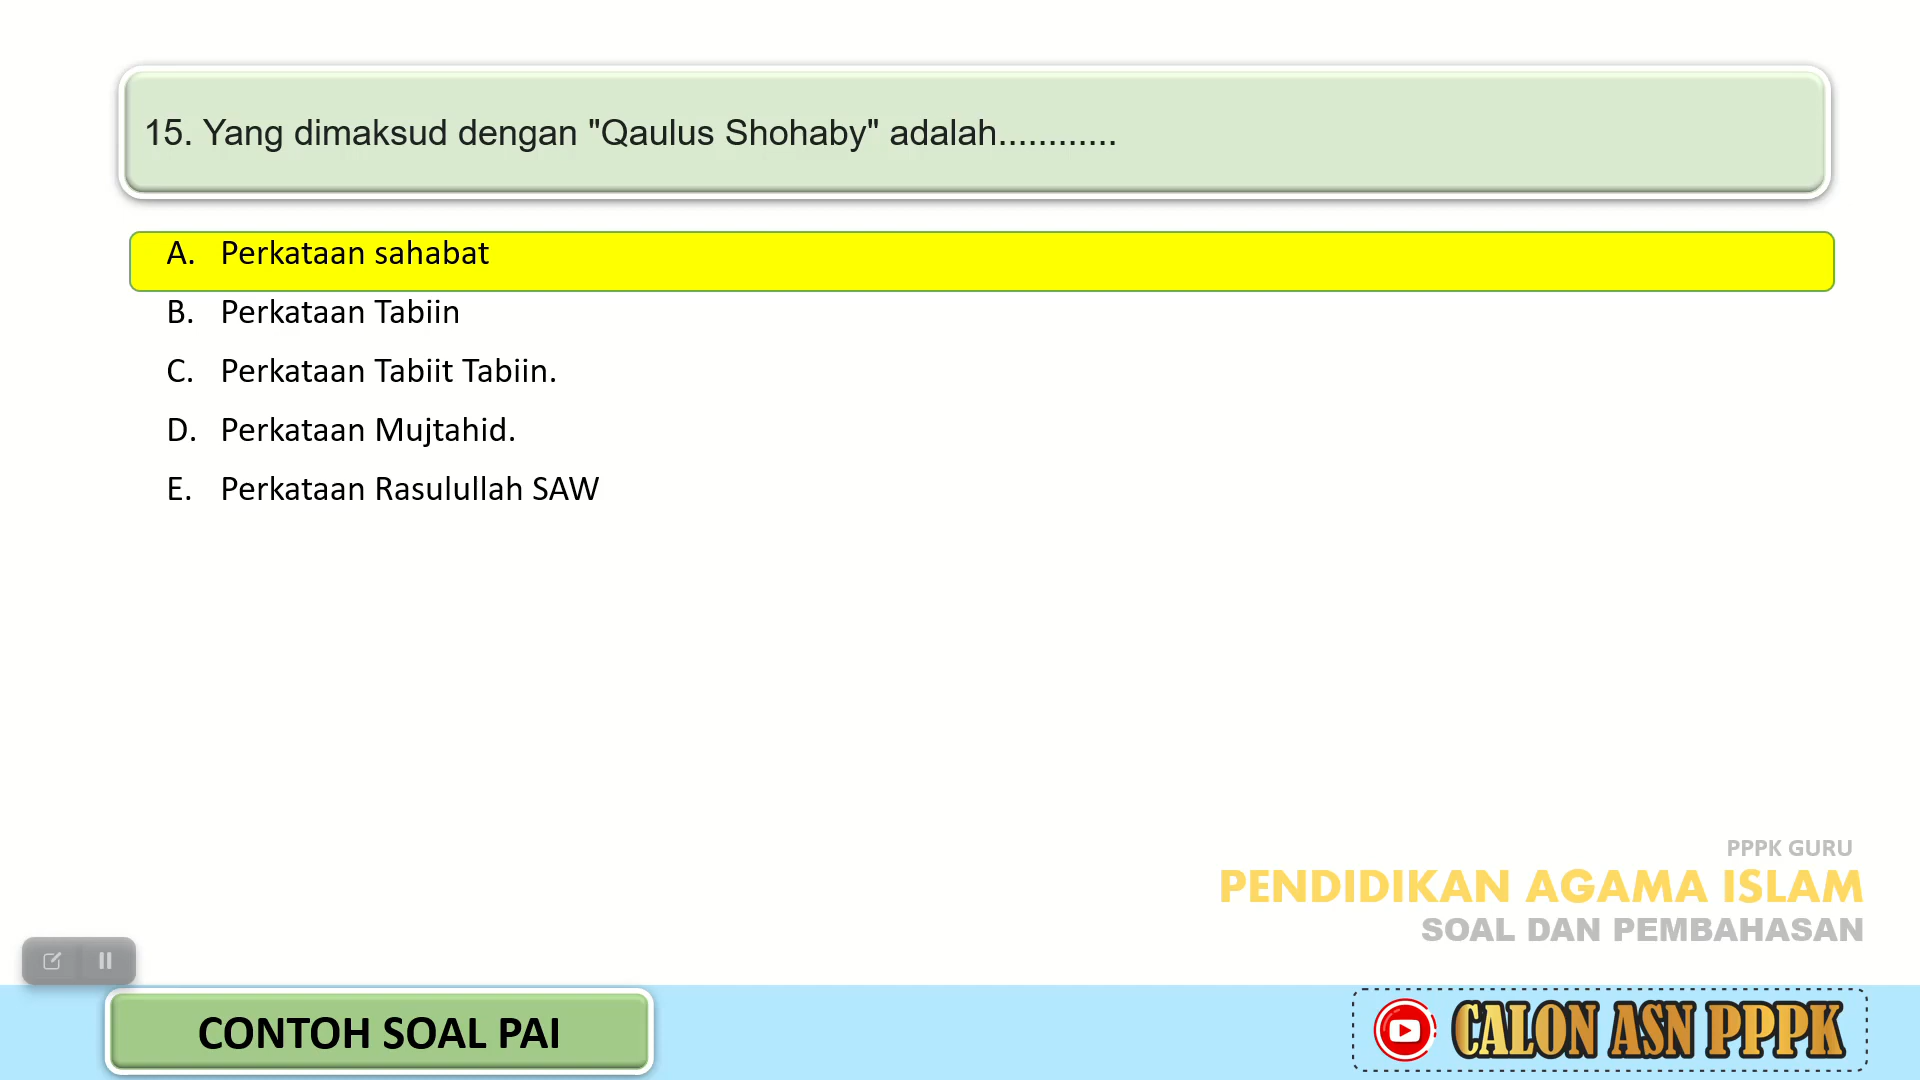 15. Yang dimaksud dengan "Qaulus Shohaby" adalah............
A. Perkataan sahabat
B. Perkataan Tabiin
C. Perkataan Tabiit Tabiin.
D. Perkataan Mujtahid.
E. Perkataan Rasulullah SAW
PPPK GURU
PENDIDIKAN AGAMA ISLAM
SOAL DAN PEMBAHASAN
CONTOH SOAL PAI
CALON ASN PPPK